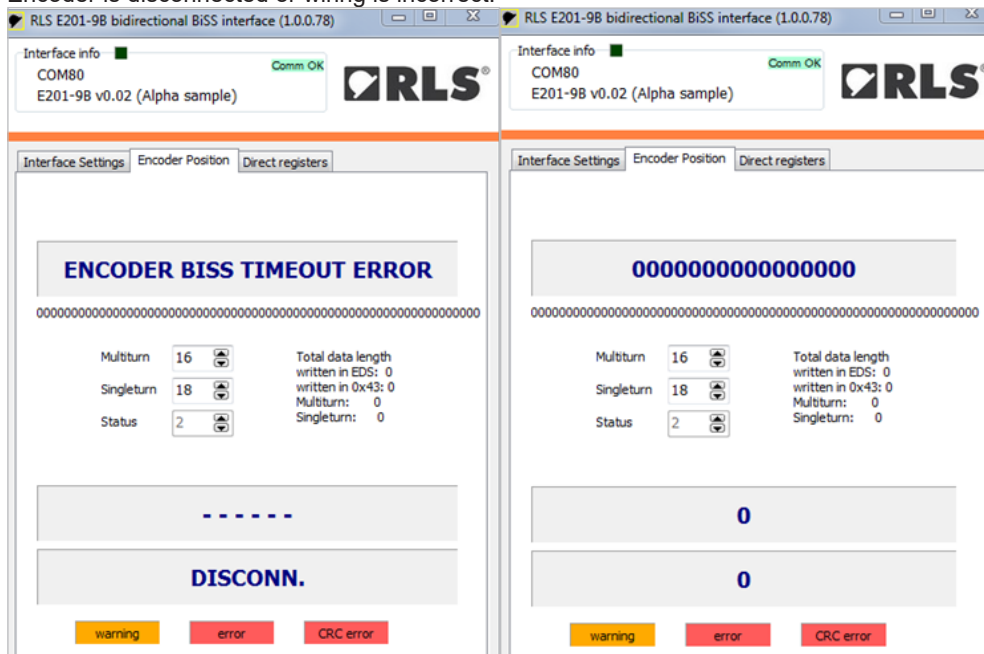 Encoder is disconnected or wiring is incorrect.
RLS E201-9B bidirectional BiSS interface (1.0.0.78)
Interface info
Comm OK
COM80
E201-9B v0.02 (Alpha sample)
RLS®
Interface Settings Encoder Position Direct registers
ENCODER BISS TIMEOUT ERROR
0000000000000000000000000000000000000000000000000000000000000000
Multiturn 16
Singleturn 18
Status 2
Total data length
written in EDS: 0
written in 0x43: 0
Multiturn: 0
Singleturn: 0
- - - - - -
DISCONN.
warning error CRC error
RLS E201-9B bidirectional BiSS interface (1.0.0.78)
Interface info
Comm OK
COM80
E201-9B v0.02 (Alpha sample)
RLS®
Interface Settings Encoder Position Direct registers
0000000000000000
0000000000000000000000000000000000000000000000000000000000000000
Multiturn 16
Singleturn 18
Status 2
Total data length
written in EDS: 0
written in 0x43: 0
Multiturn: 0
Singleturn: 0
0
0
warning error CRC error